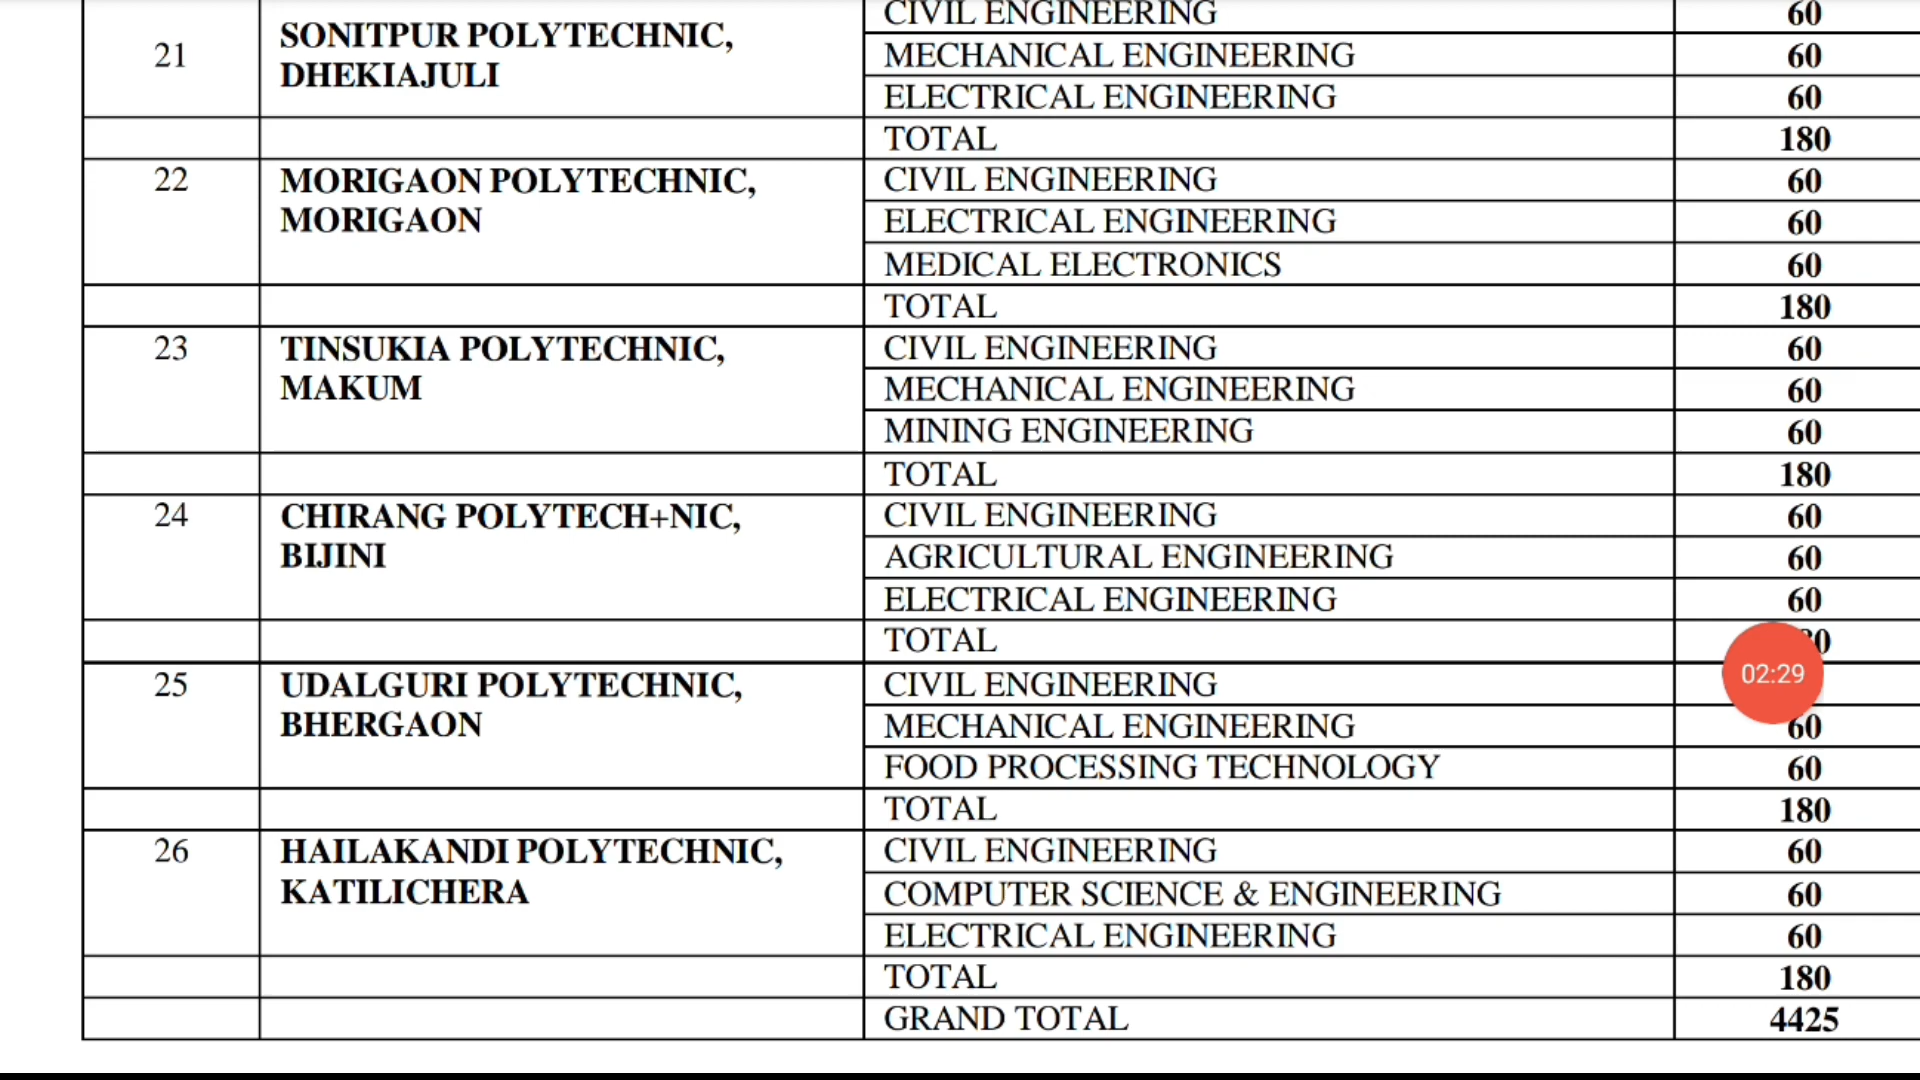 CIVIL ENGINEERING 60
21 SONITPUR POLYTECHNIC, MECHANICAL ENGINEERING 60
DHEKIAJULI ELECTRICAL ENGINEERING 60
TOTAL 180
22 MORIGAON POLYTECHNIC, CIVIL ENGINEERING 60
MORIGAON ELECTRICAL ENGINEERING 60
MEDICAL ELECTRONICS 60
TOTAL 180
23 TINSUKIA POLYTECHNIC, CIVIL ENGINEERING 60
MAKUM MECHANICAL ENGINEERING 60
MINING ENGINEERING 60
TOTAL 180
24 CHIRANG POLYTECH+NIC, CIVIL ENGINEERING 60
BIJINI AGRICULTURAL ENGINEERING 60
ELECTRICAL ENGINEERING 60
TOTAL
02:29
25 UDALGURI POLYTECHNIC, CIVIL ENGINEERING
BHERGAON MECHANICAL ENGINEERING 60
FOOD PROCESSING TECHNOLOGY 60
TOTAL 180
26 HAILAKANDI POLYTECHNIC, CIVIL ENGINEERING 60
KATILICHERA COMPUTER SCIENCE & ENGINEERING 60
ELECTRICAL ENGINEERING 60
TOTAL 180
GRAND TOTAL 4425